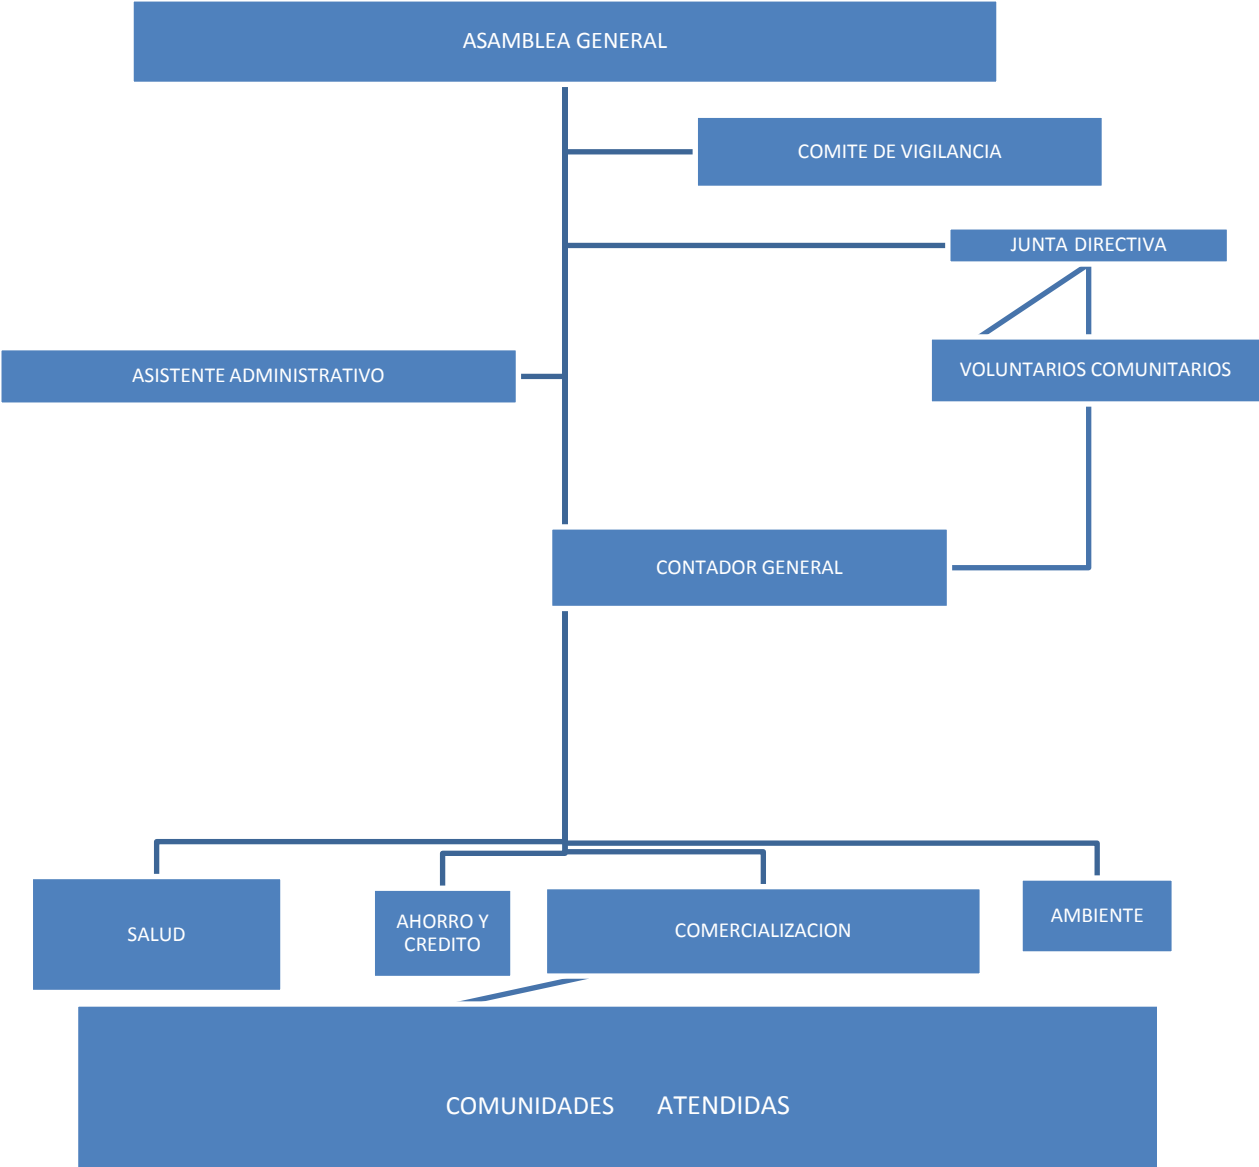 ASAMBLEA GENERAL
COMITE DE VIGILANCIA
JUNTA DIRECTIVA
ASISTENTE ADMINISTRATIVO
VOLUNTARIOS COMUNITARIOS
CONTADOR GENERAL
SALUD
AHORRO Y
CREDITO
COMERCIALIZACION
AMBIENTE
COMUNIDADES ATENDIDAS